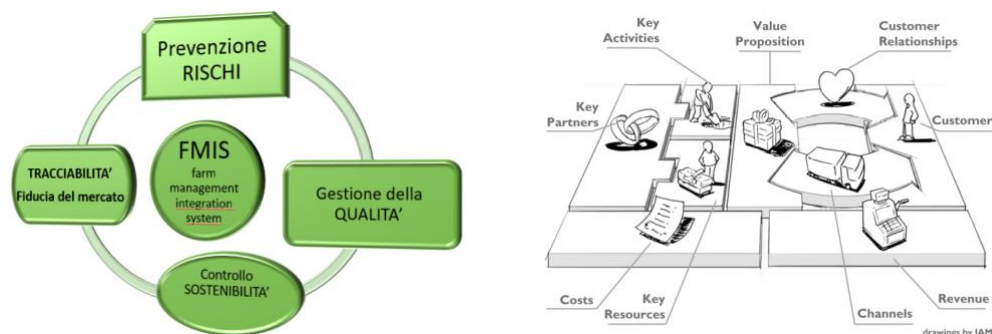 Prevenzione
RISCHI
FMIS
farm
management
integration
system
TRACCIABILITA’
Fiducia del mercato
Gestione della
QUALITA’
Controllo
SOSTENIBILITA’
Key
Activities
Value
Proposition
Customer
Relationships
Key
Partners
Customer
Costs
Key
Resources
Channels
Revenue
drawings by JAM